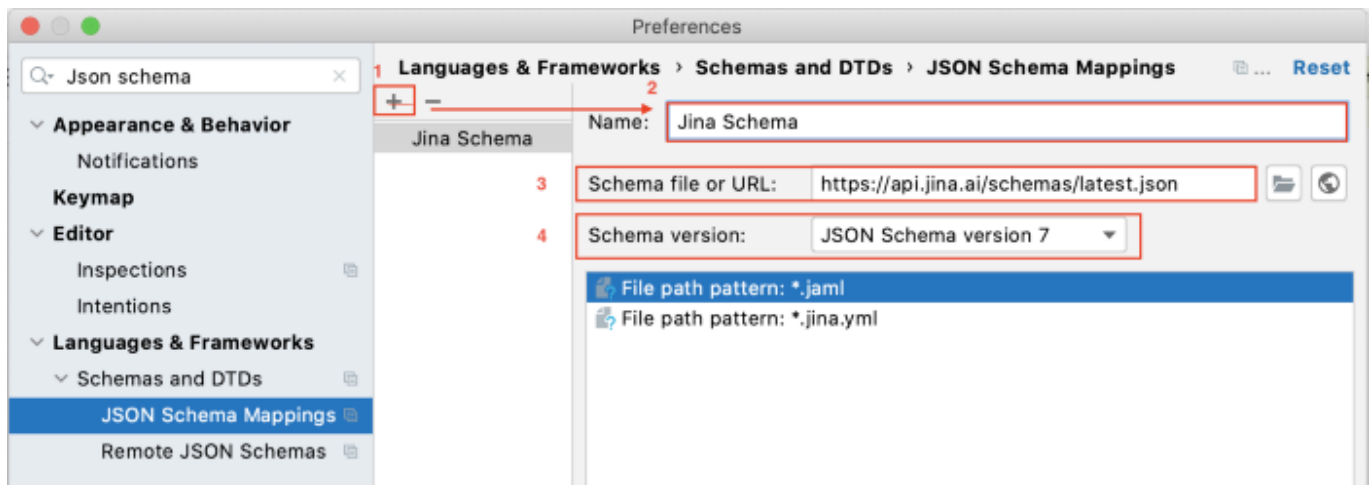 Preferences
Json schema
1 Languages & Frameworks › Schemas and DTDs › JSON Schema Mappings ... Reset
2
Name: Jina Schema
Appearance & Behavior
Jina Schema
Notifications
3 Schema file or URL: https://api.jina.ai/schemas/latest.json
Keymap
Editor
4 Schema version: JSON Schema version 7
Inspections
File path pattern: *.jaml
Intentions
File path pattern: *.jina.yml
Languages & Frameworks
Schemas and DTDs
JSON Schema Mappings
Remote JSON Schemas